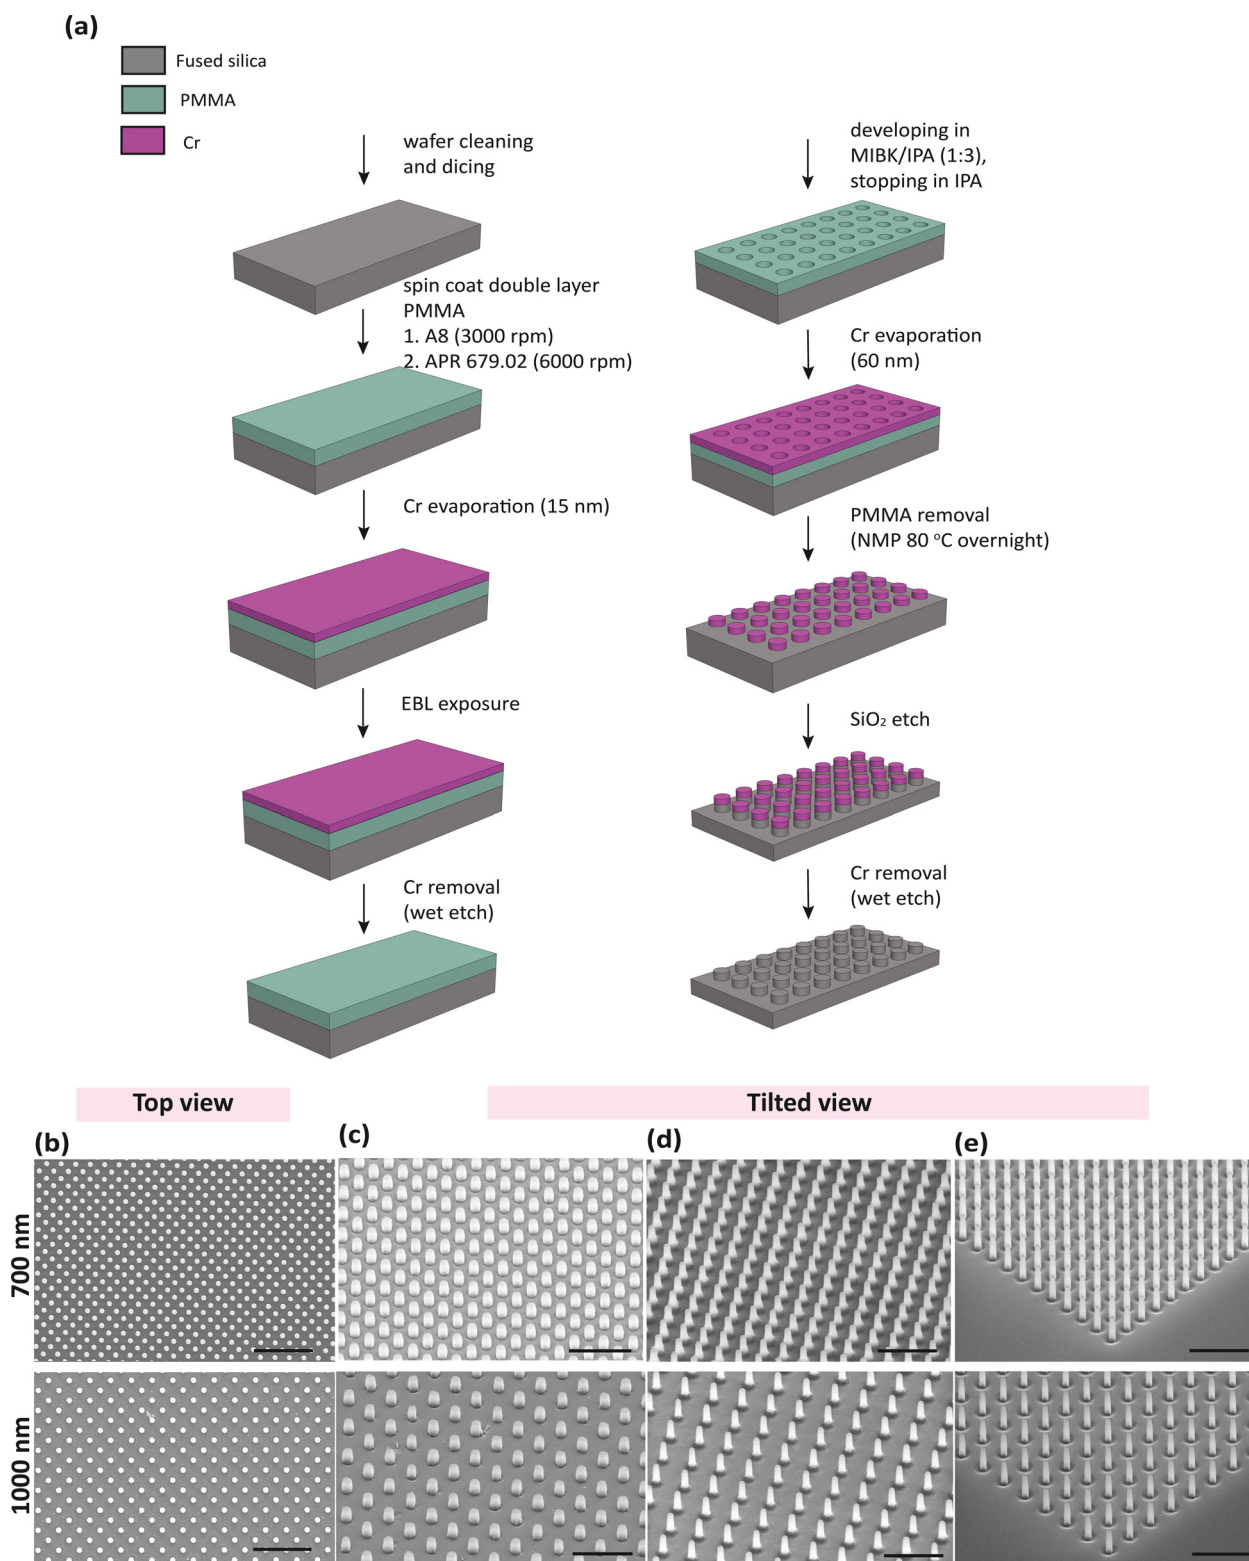 (a)
Fused silica
PMMA
Cr
wafer cleaning
and dicing
spin coat double layer
PMMA
1. A8 (3000 rpm)
2. APR 679.02 (6000 rpm)
Cr evaporation (15 nm)
EBL exposure
Cr removal
(wet etch)
developing in
MIBK/IPA (1:3),
stopping in IPA
Cr evaporation
(60 nm)
PMMA removal
(NMP 80 °C overnight)
SiO₂ etch
Cr removal
(wet etch)
Top view
Tilted view
(b)
(c)
(d)
(e)
700 nm
1000 nm